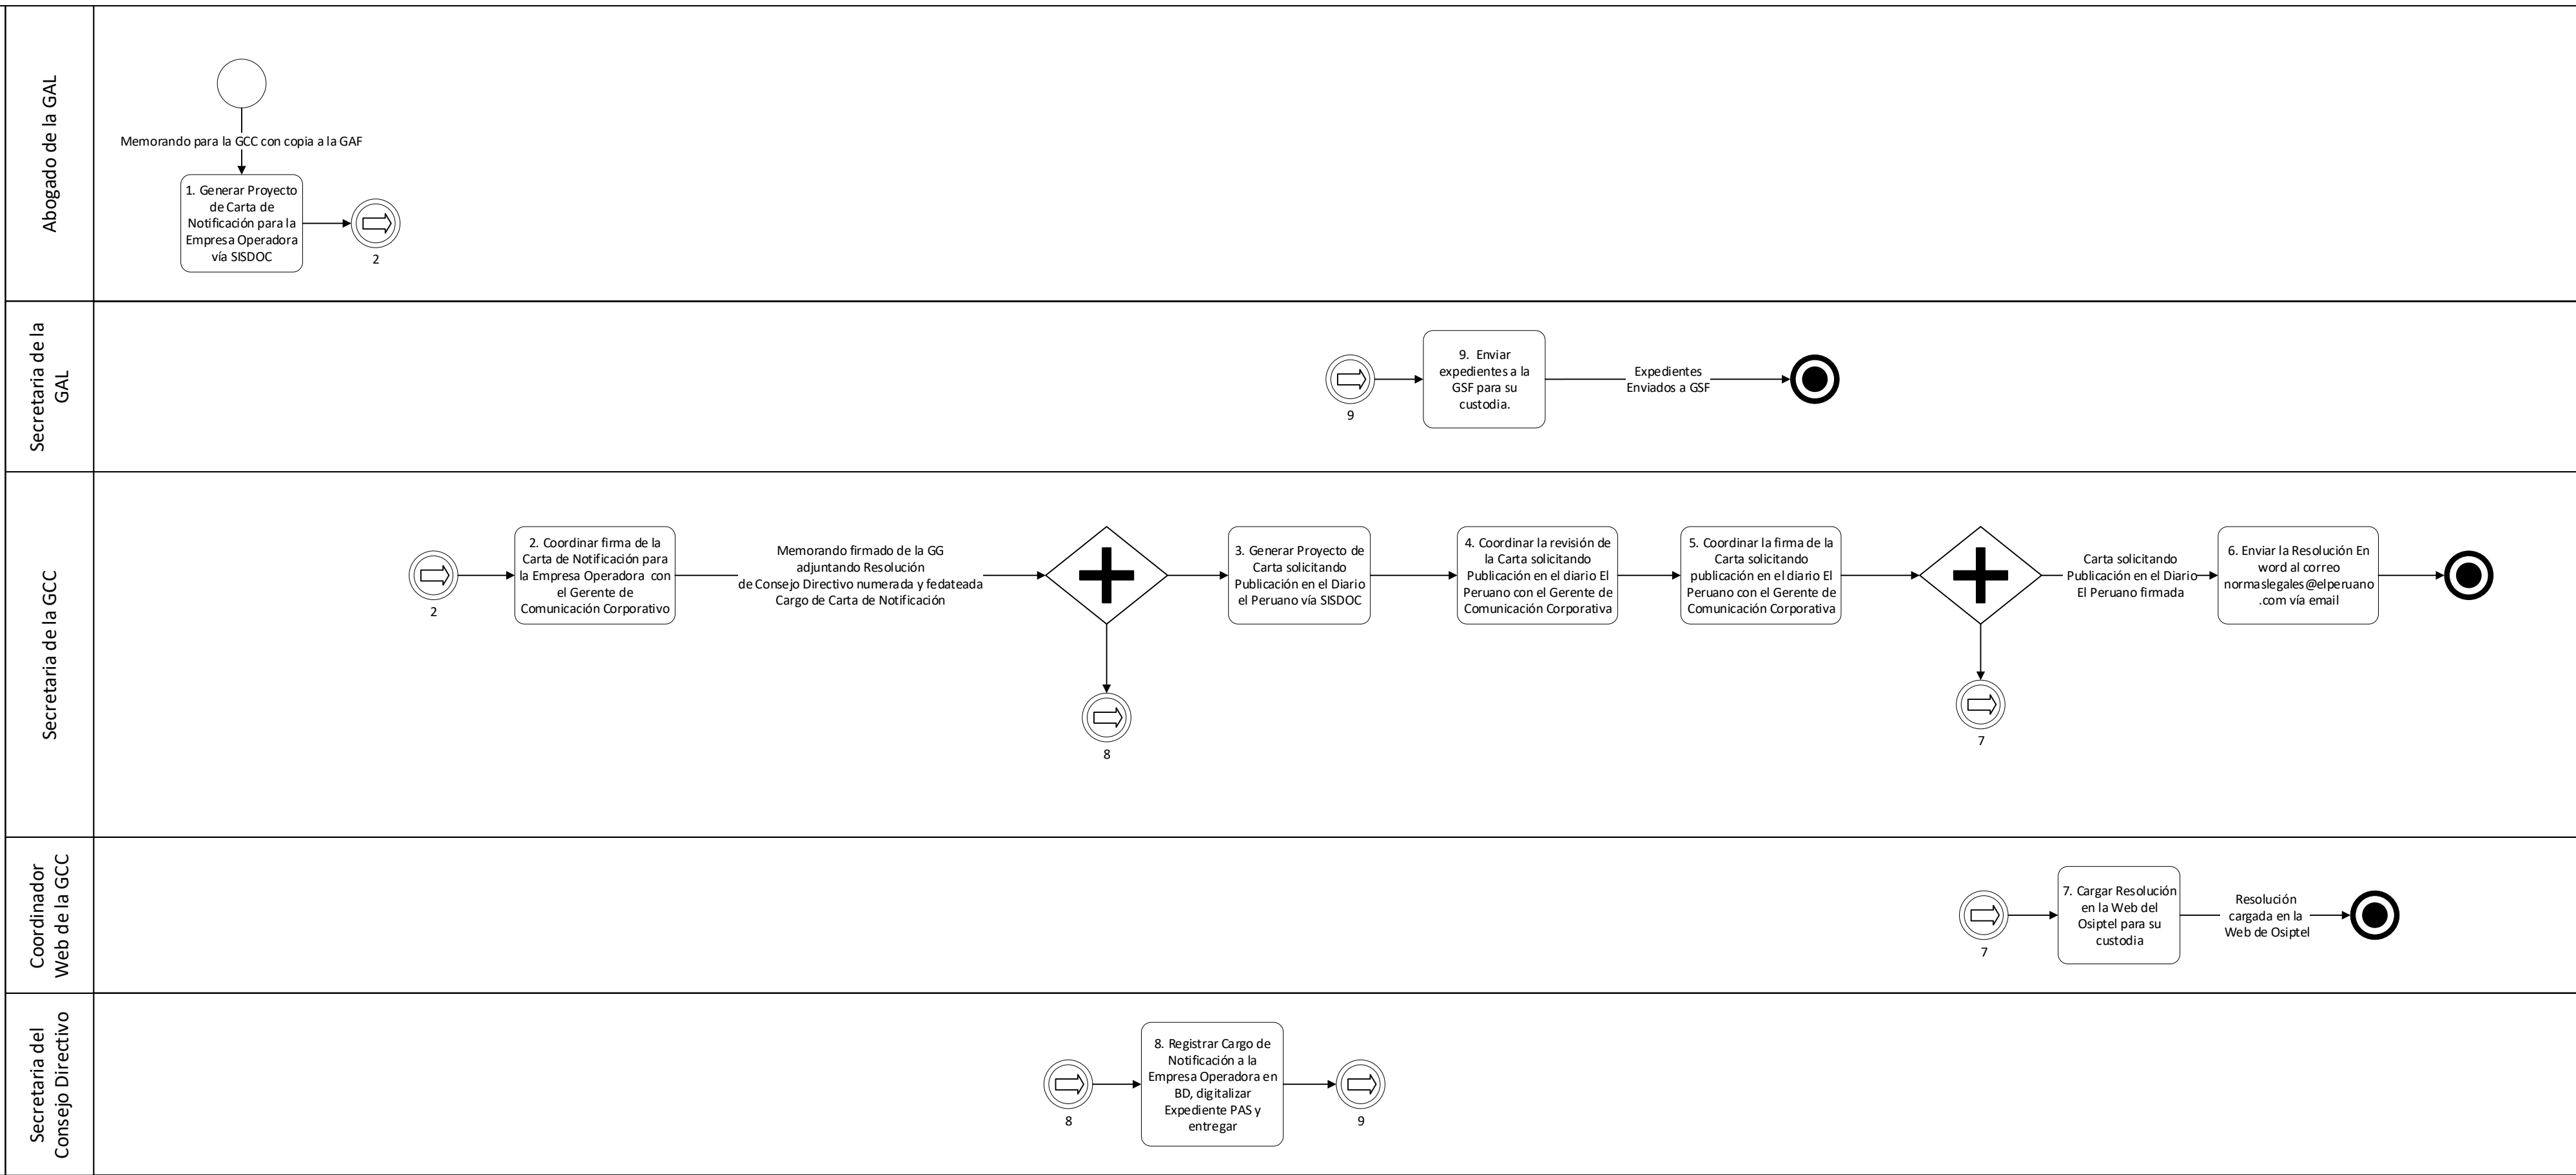 Abogado de la GAL
Memorando para la GCC con copia a la GAF
1. Generar Proyecto
de Carta de
Notificación para la
Empresa Operadora
vía SISDOC
2
Secretaria de la
GAL
9
9. Enviar
expedientes a la
GSF para su
custodia.
Expedientes
Enviados a GSF
Secretaria de la GCC
2
2. Coordinar firma de la
Carta de Notificación para
la Empresa Operadora con
el Gerente de
Comunicación Corporativo
Memorando firmado de la GG
adjuntando Resolución
de Consejo Directivo numerada y fedateada
Cargo de Carta de Notificación
8
3. Generar Proyecto de
Carta solicitando
Publicación en el Diario
el Peruano vía SISDOC
4. Coordinar la revisión de
la Carta solicitando
Publicación en el diario El
Peruano con el Gerente de
Comunicación Corporativa
5. Coordinar la firma de la
Carta solicitando
publicación en el diario El
Peruano con el Gerente de
Comunicación Corporativa
7
Carta solicitando
Publicación en el Diario
El Peruano firmada
6. Enviar la Resolución En
word al correo
normaslegales@elperuano
.com vía email
Coordinador
Web de la GCC
7
7. Cargar Resolución
en la Web del
Osiptel para su
custodia
Resolución
cargada en la
Web de Osiptel
Secretaria del
Consejo Directivo
8
8. Registrar Cargo de
Notificación a la
Empresa Operadora en
BD, digitalizar
Expediente PAS y
entregar
9